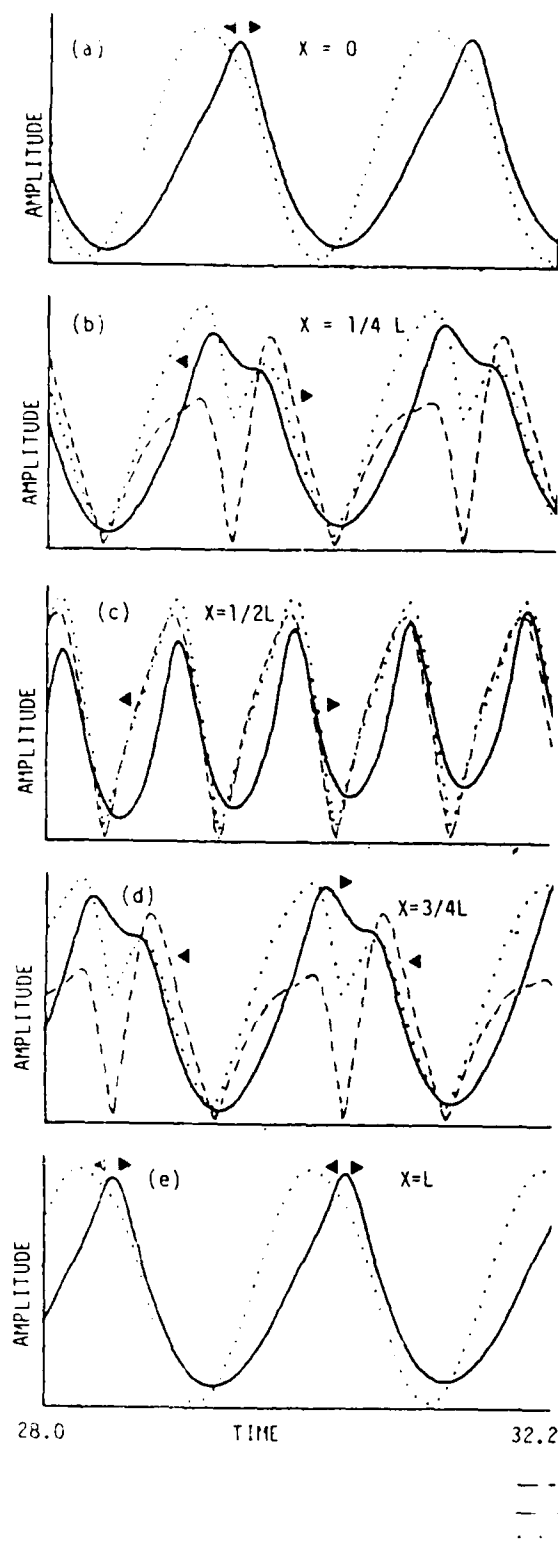 (a)
X = 0
AMPLITUDE
(b)
X = 1/4 L
AMPLITUDE
(c)
X=1/2L
AMPLITUDE
(d)
X=3/4L
AMPLITUDE
(e)
X=L
AMPLITUDE
28.0 TIME 32.2